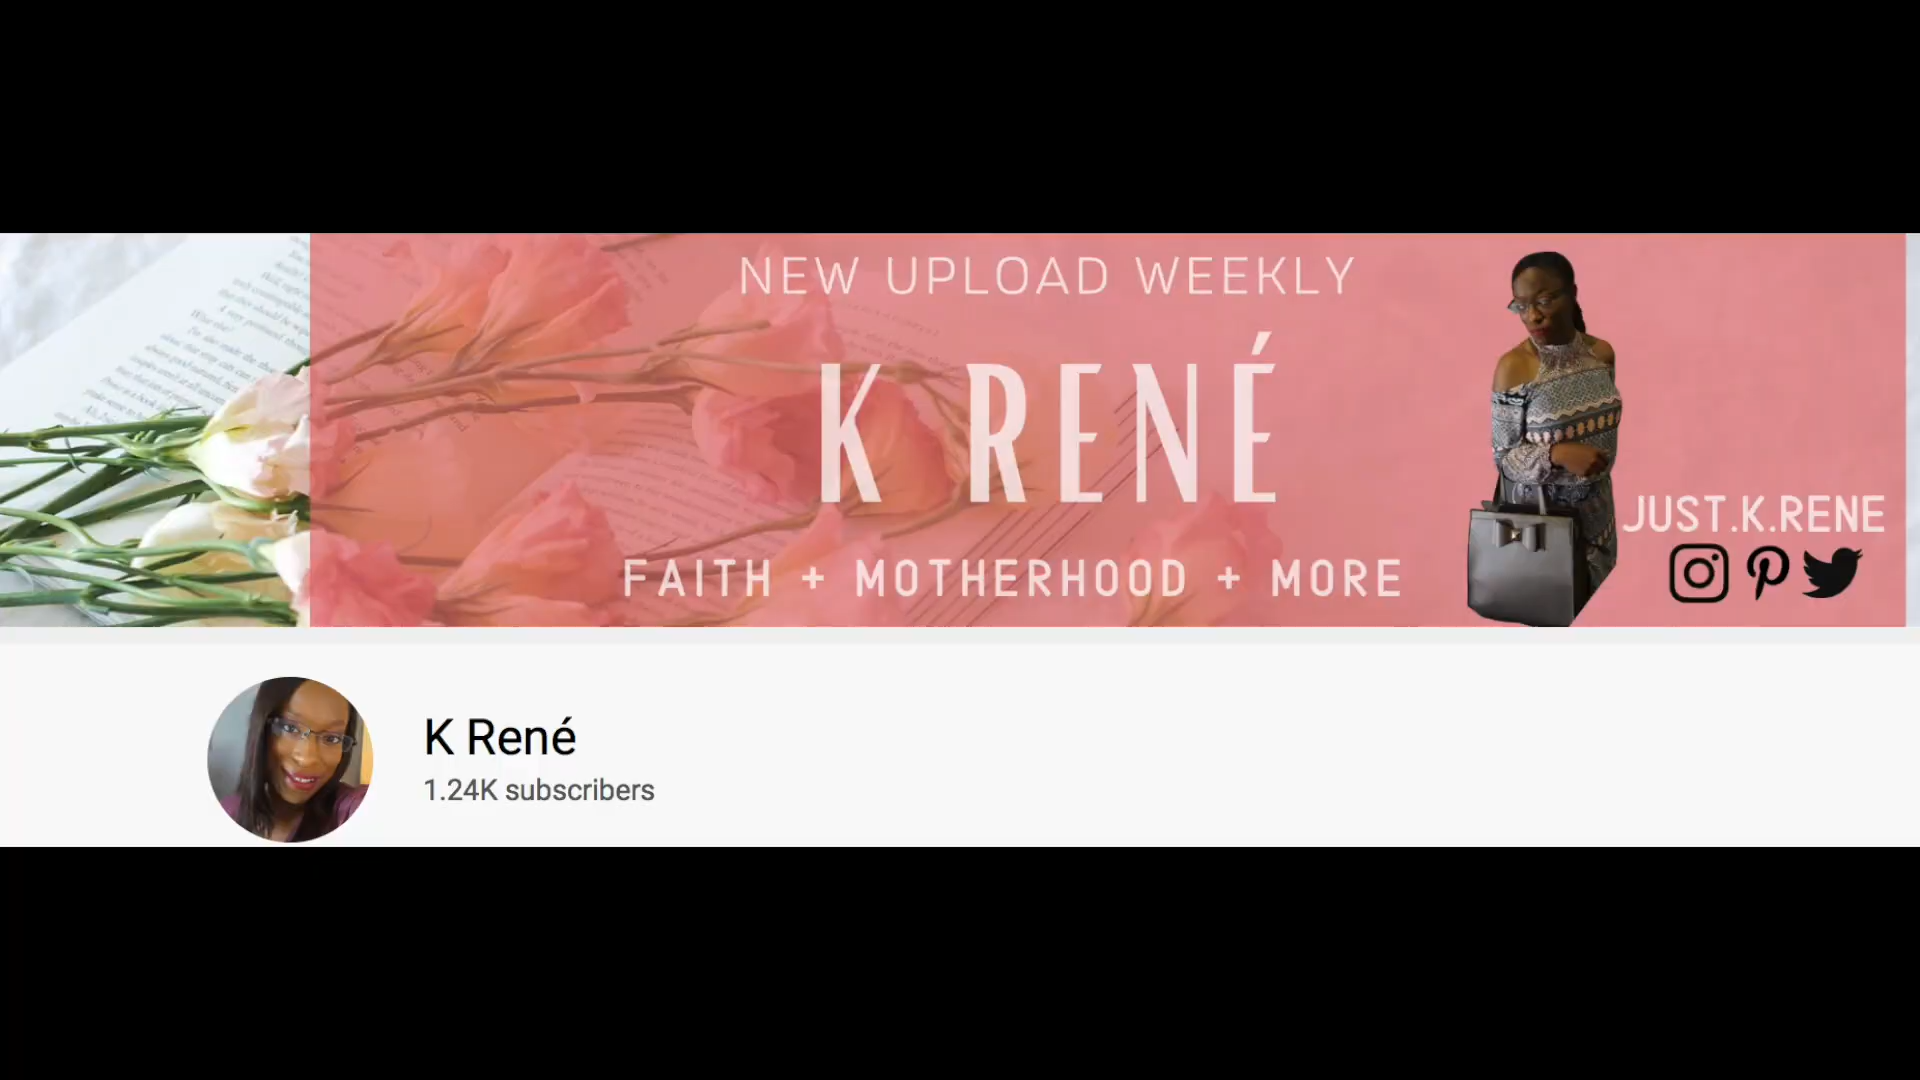 NEW UPLOAD WEEKLY
K RENÉ
FAITH + MOTHERHOOD + MORE
JUST.K.RENE
K René
1.24K subscribers